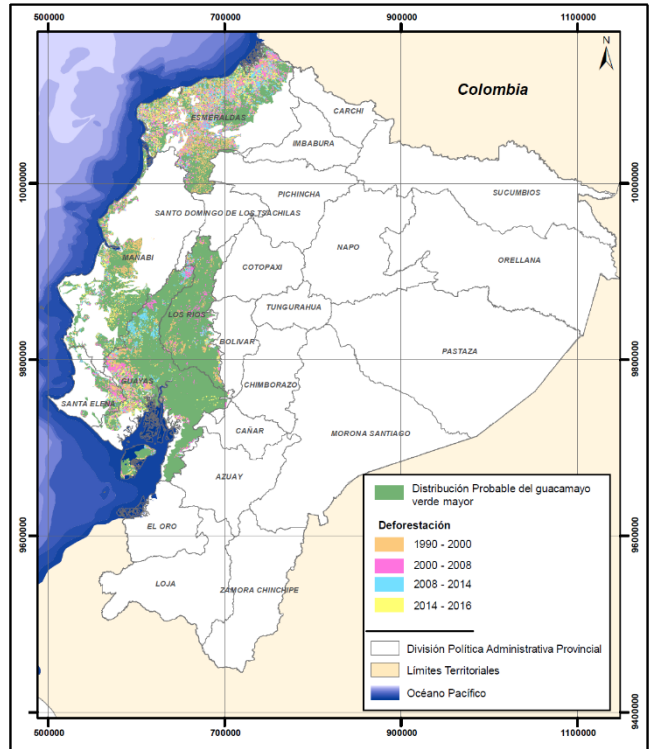 500000 700000 900000 1100000
N
Colombia
CARCHI
ESMERALDAS
IMBABURA
10000000
10000000
PICHINCHA
SUCUMBIOS
SANTO DOMINGO DE LOS TSACHILAS
NAPO
ORELLANA
MANABI
COTOPAXI
TUNGURAHUA
LOS RIOS
BOLIVAR
PASTAZA
9800000
9800000
GUAYAS
CHIMBORAZO
SANTA ELENA
CAÑAR
MORONA SANTIAGO
AZUAY
Distribución Probable del guacamayo
verde mayor
Deforestación
EL ORO
9600000
9600000
1990 - 2000
2000 - 2008
2008 - 2014
2014 - 2016
LOJA
ZAMORA CHINCHIPE
División Política Administrativa Provincial
Límites Territoriales
Océano Pacífico
9400000
500000 700000 900000 1100000